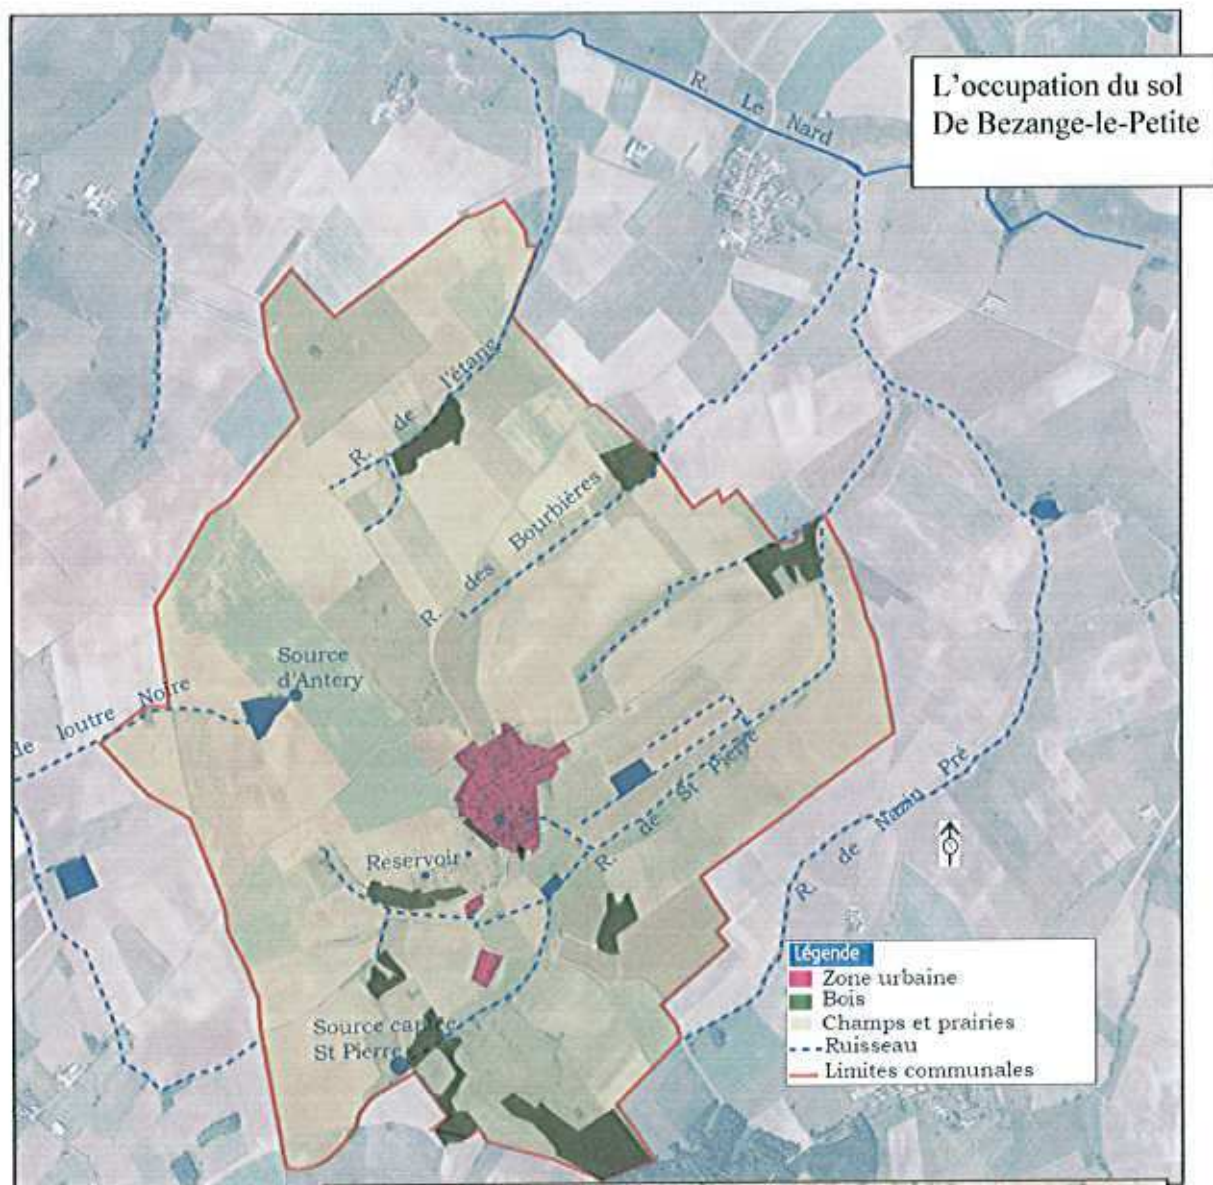 L'occupation du sol
De Bezange-le-Petite
R. Le Nard
R. de l'étang
R. des Bourbières
Source
d'Antery
de loutre Noire
R. de St Pierre
Reservoir
R. de Nazin Pré
Source captée
St Pierre
Légende
Zone urbaine
Bois
Champs et prairies
Ruisseau
Limites communales